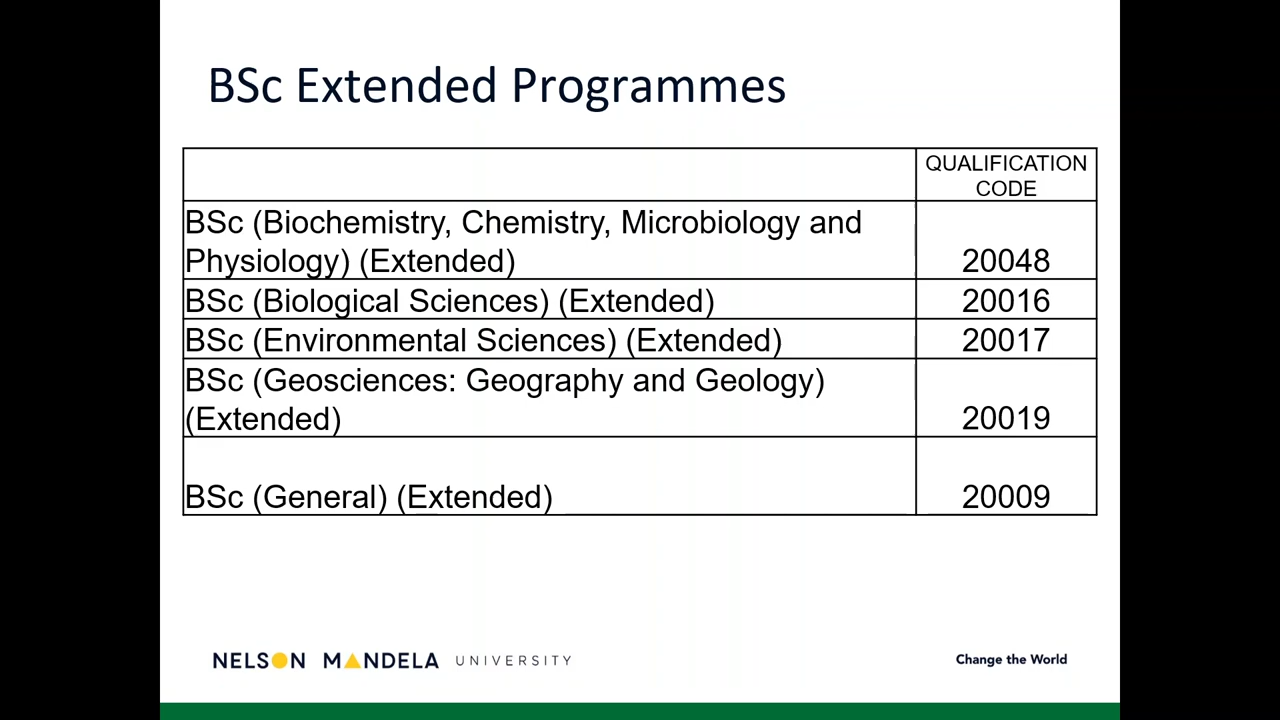 BSc Extended Programmes
QUALIFICATION
CODE
BSc (Biochemistry, Chemistry, Microbiology and
Physiology) (Extended) 20048
BSc (Biological Sciences) (Extended) 20016
BSc (Environmental Sciences) (Extended) 20017
BSc (Geosciences: Geography and Geology)
(Extended) 20019
BSc (General) (Extended) 20009
NELSON MANDELA UNIVERSITY
Change the World